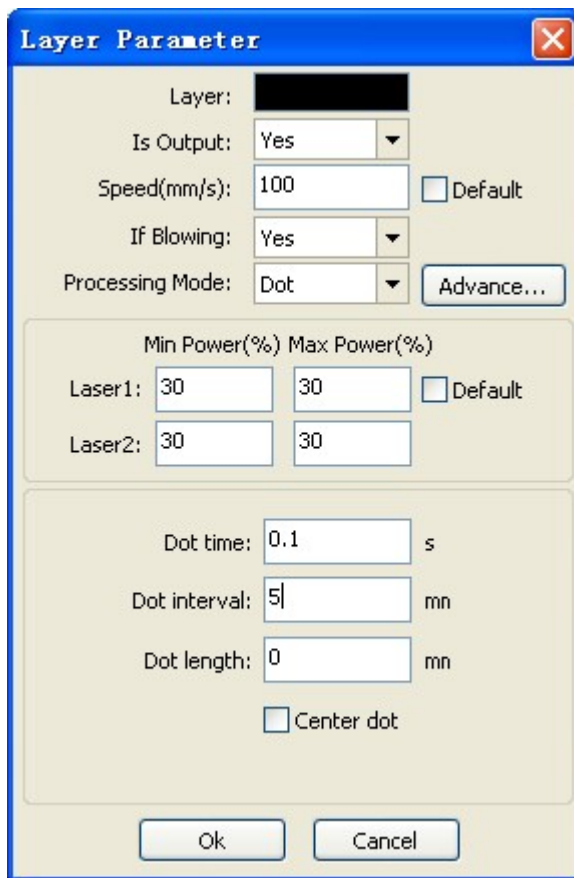 Layer Parameter
Layer:
Is Output: Yes
Speed(mm/s): 100 Default
If Blowing: Yes
Processing Mode: Dot Advance...
Min Power(%) Max Power(%)
Laser1: 30 30 Default
Laser2: 30 30
Dot time: 0.1 s
Dot interval: 5 mn
Dot length: 0 mn
Center dot
Ok Cancel